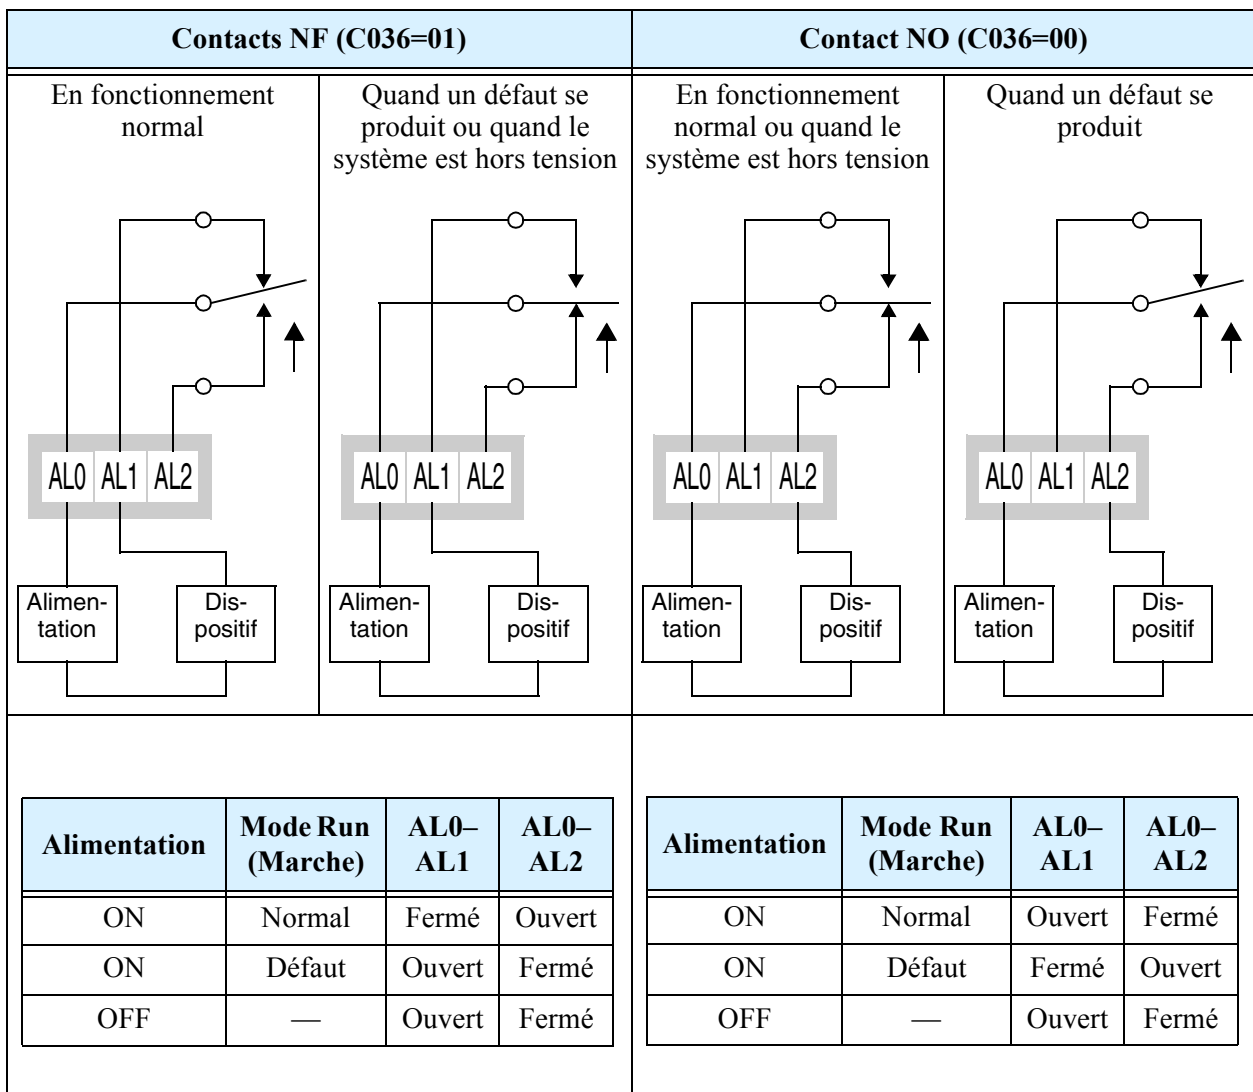 Contacts NF (C036=01)
Contact NO (C036=00)
En fonctionnement
normal
Quand un défaut se
produit ou quand le
système est hors tension
En fonctionnement
normal ou quand le
système est hors tension
Quand un défaut se
produit
AL0 AL1 AL2
AL0 AL1 AL2
AL0 AL1 AL2
AL0 AL1 AL2
Alimen-
tation
Dis-
positif
Alimen-
tation
Dis-
positif
Alimen-
tation
Dis-
positif
Alimen-
tation
Dis-
positif
Alimentation
Mode Run
(Marche)
AL0–
AL1
AL0–
AL2
ON Normal Fermé Ouvert
ON Défaut Ouvert Fermé
OFF — Ouvert Fermé
Alimentation
Mode Run
(Marche)
AL0–
AL1
AL0–
AL2
ON Normal Ouvert Fermé
ON Défaut Fermé Ouvert
OFF — Ouvert Fermé